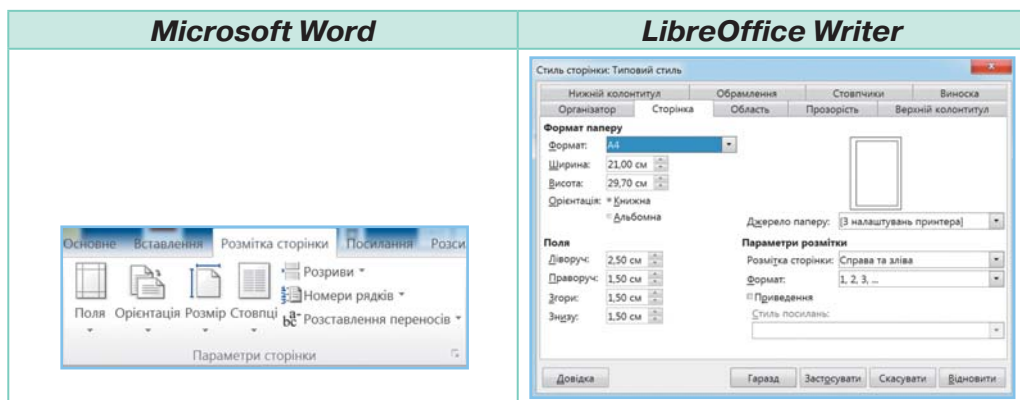 Microsoft Word
LibreOffice Writer
Основне Вставлення Розмітка сторінки Посилання Розси
Поля Орієнтація Розмір Стовпці
Розриви
Номери рядків
Розставлення переносів
Параметри сторінки
Стиль сторінки: Типовий стиль
Нижній колонтитул Обрамлення Стовпчики Виноска
Організатор Сторінка Область Прозорість Верхній колонтитул
Формат паперу
Формат: A4
Ширина: 21,00 см
Висота: 29,70 см
Орієнтація: Книжна
Альбомна
Джерело паперу: [З налаштувань принтера]
Поля
Ліворуч: 2,50 см
Праворуч: 1,50 см
Згори: 1,50 см
Знизу: 1,50 см
Параметри розмітки
Розмітка сторінки: Справа та зліва
Формат: 1, 2, 3, ...
Приведення
Стиль посилань:
Довідка Гаразд Застосувати Скасувати Відновити